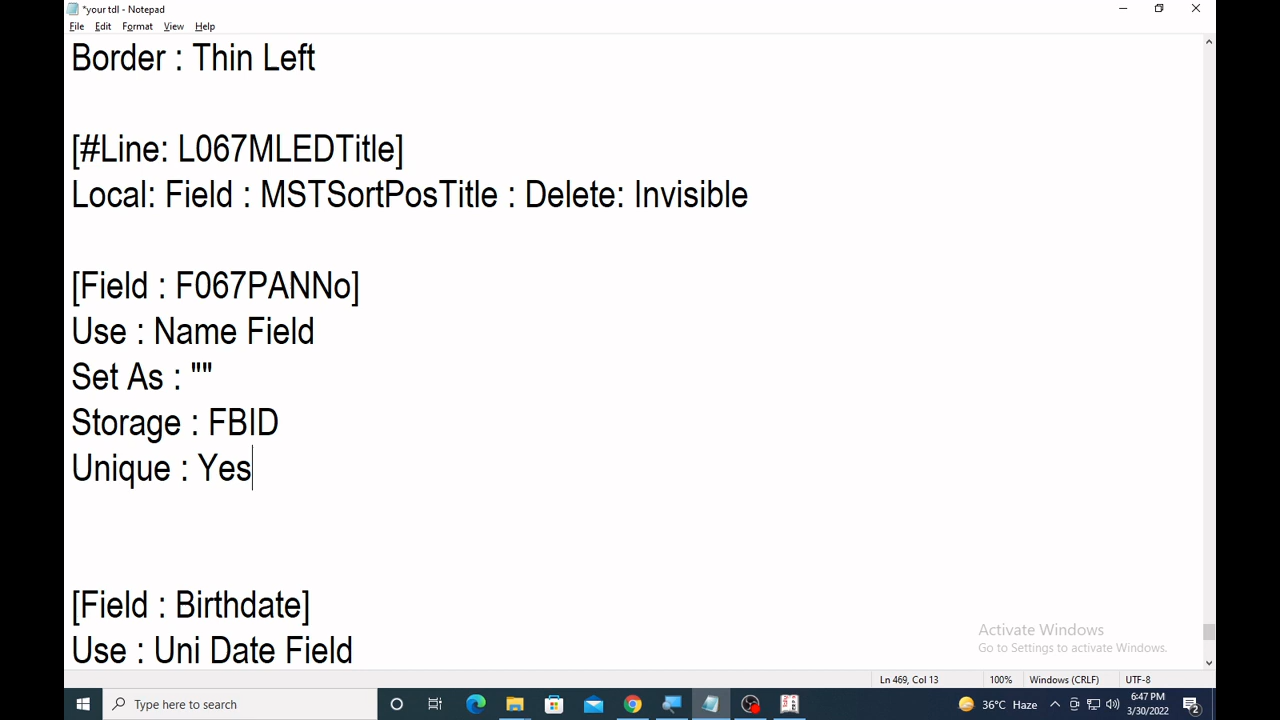 *your tdl - Notepad
File Edit Format View Help
Border : Thin Left
[#Line: L067MLEDTitle]
Local: Field : MSTSortPosTitle : Delete: Invisible
[Field : F067PANNo]
Use : Name Field
Set As : ""
Storage : FBID
Unique : Yes
[Field : Birthdate]
Use : Uni Date Field
Activate Windows
Go to Settings to activate Windows.
Ln 469, Col 13 100% Windows (CRLF) UTF-8
Type here to search 36°C Haze 6:47 PM
3/30/2022 2